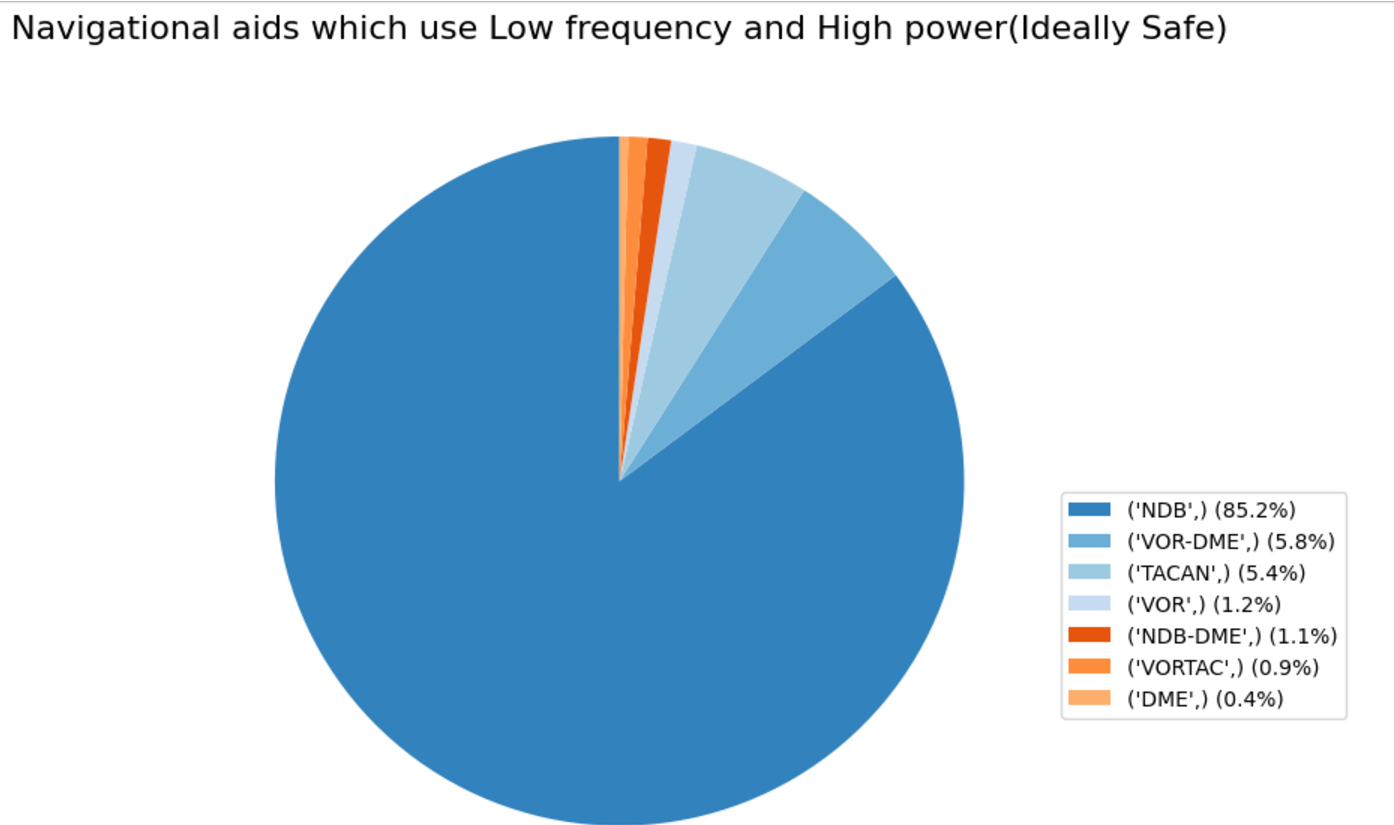 Navigational aids which use Low frequency and High power(Ideally Safe)
('NDB',) (85.2%)
('VOR-DME',) (5.8%)
('TACAN',) (5.4%)
('VOR',) (1.2%)
('NDB-DME',) (1.1%)
('VORTAC',) (0.9%)
('DME',) (0.4%)